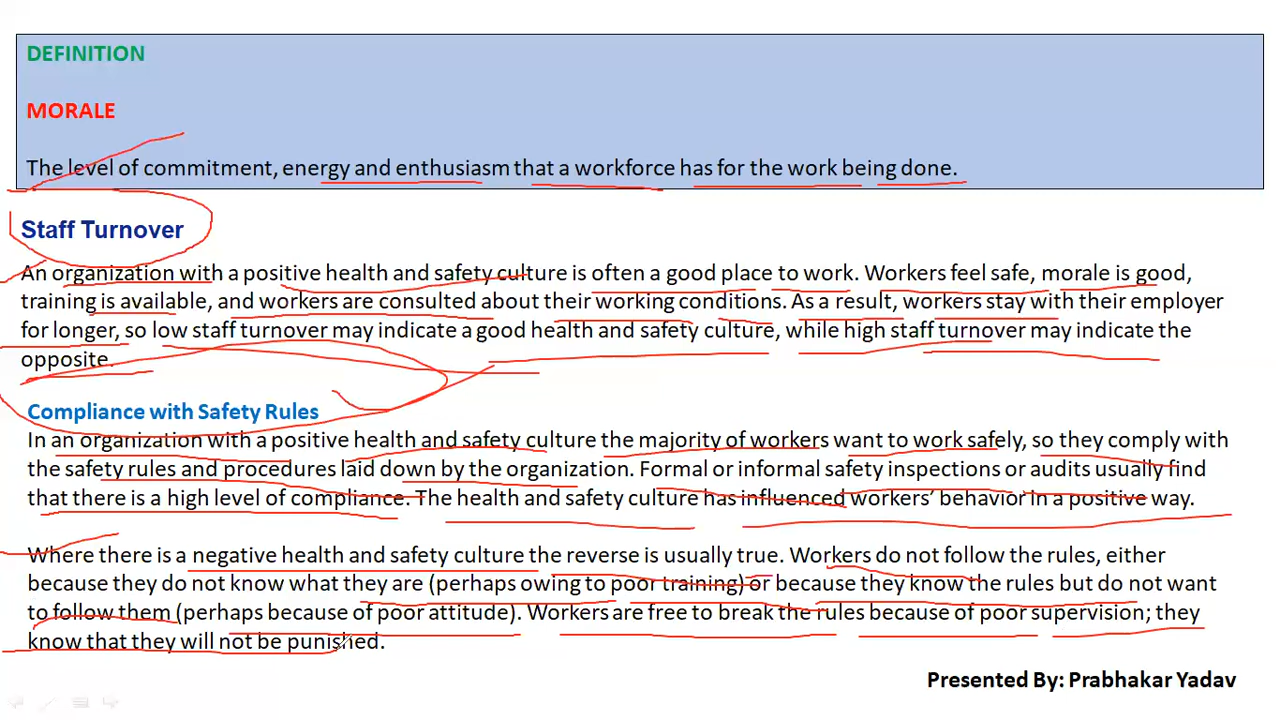 DEFINITION
MORALE
The level of commitment, energy and enthusiasm that a workforce has for the work being done.
Staff Turnover
An organization with a positive health and safety culture is often a good place to work. Workers feel safe, morale is good,
training is available, and workers are consulted about their working conditions. As a result, workers stay with their employer
for longer, so low staff turnover may indicate a good health and safety culture, while high staff turnover may indicate the
opposite.
Compliance with Safety Rules
In an organization with a positive health and safety culture the majority of workers want to work safely, so they comply with
the safety rules and procedures laid down by the organization. Formal or informal safety inspections or audits usually find
that there is a high level of compliance. The health and safety culture has influenced workers’ behavior in a positive way.
Where there is a negative health and safety culture the reverse is usually true. Workers do not follow the rules, either
because they do not know what they are (perhaps owing to poor training) or because they know the rules but do not want
to follow them (perhaps because of poor attitude). Workers are free to break the rules because of poor supervision; they
know that they will not be punished.
Presented By: Prabhakar Yadav